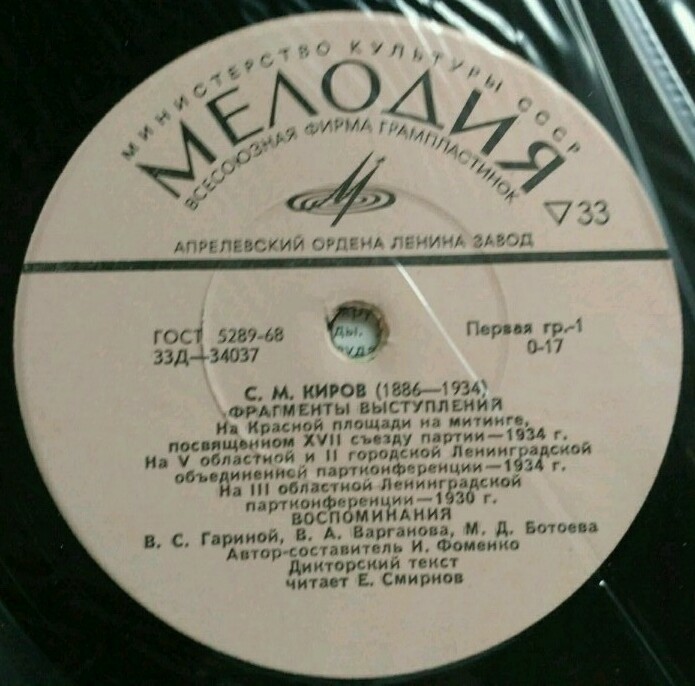 МИНИСТЕРСТВО КУЛЬТУРЫ СССР
МЕЛОДИЯ
ВСЕСОЮЗНАЯ ФИРМА ГРАМПЛАСТИНОК
▽33
АПРЕЛЕВСКИЙ ОРДЕНА ЛЕНИНА ЗАВОД
ГОСТ 5289-68
33Д—34037
Первая гр.-1
0-17
С. М. КИРОВ (1886—1934)
ФРАГМЕНТЫ ВЫСТУПЛЕНИЙ
На Красной площади на митинге,
посвященном XVII съезду партии—1934 г.
На V областной и II городской Ленинградской
объединенной партконференции—1934 г.
На III областной Ленинградской
партконференции—1930 г.
ВОСПОМИНАНИЯ
В. С. Гариной, В. А. Варганова, М. Д. Ботоева
Автор-составитель И. Фоменко
Дикторский текст
читает Е. Смирнов